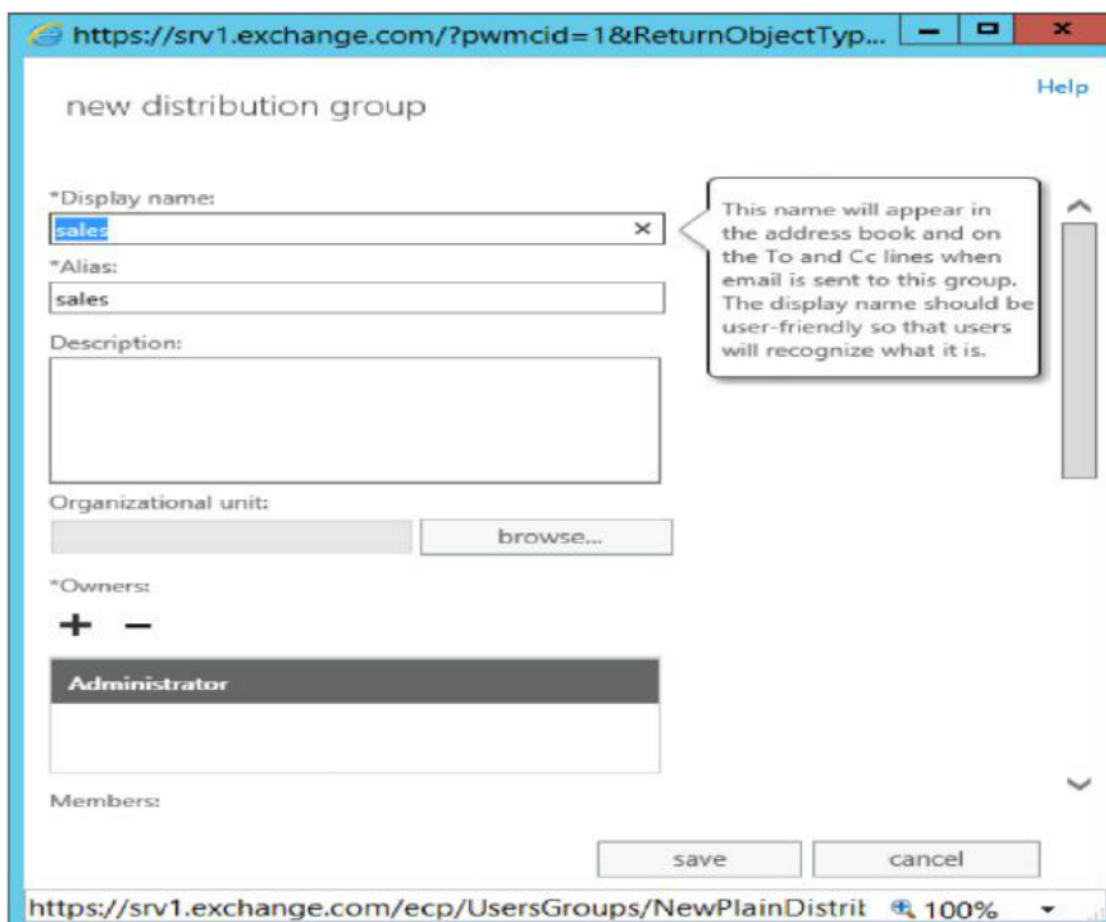 https://srv1.exchange.com/?pwmcid=1&ReturnObjectTyp...
Help
new distribution group
*Display name:
sales
*Alias:
sales
Description:
This name will appear in
the address book and on
the To and Cc lines when
email is sent to this group.
The display name should be
user-friendly so that users
will recognize what it is.
Organizational unit:
browse...
*Owners:
Administrator
Members:
save
cancel
https://srv1.exchange.com/ecp/UsersGroups/NewPlainDistrib
100%